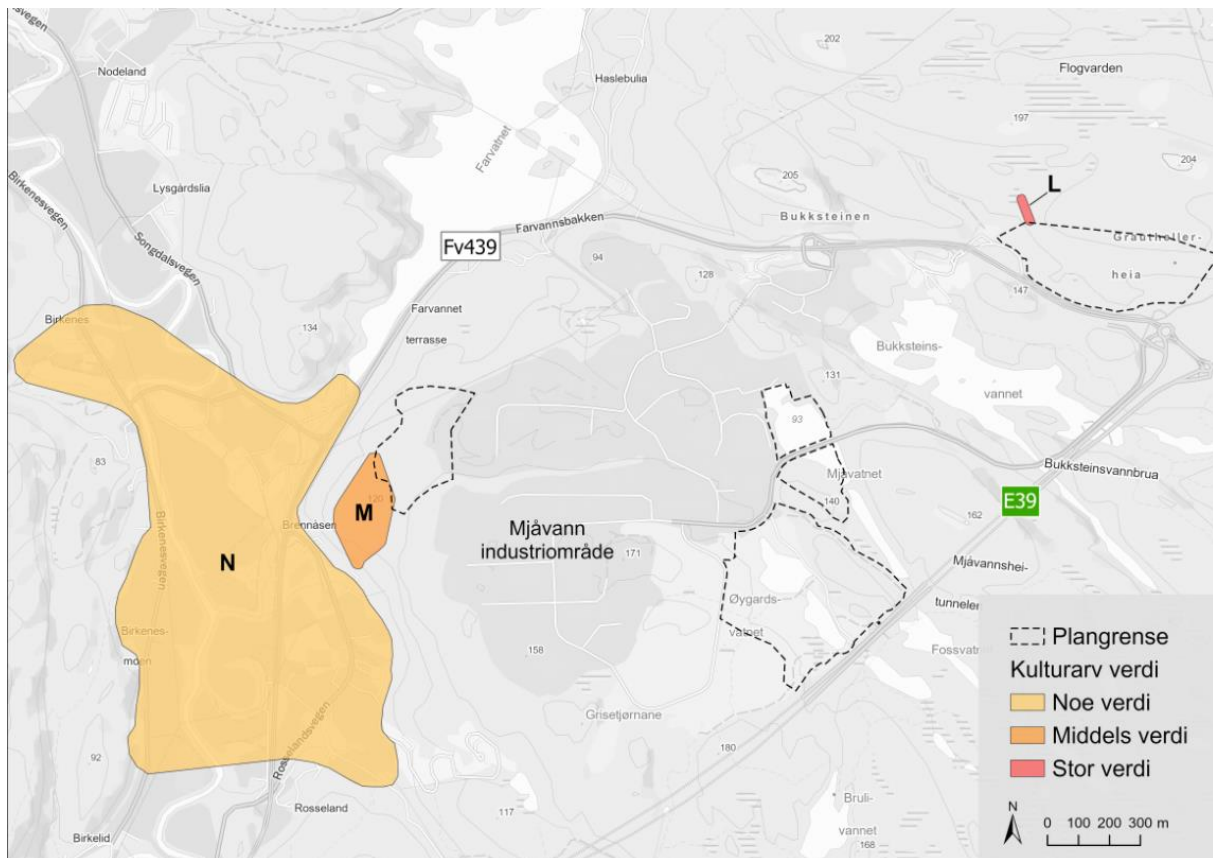 202
Flogvarden
Nodeland
Haslebulia
Farvatnet
197
204
205
Birkenesvegen
Lysgårdslia
L
Songdalsvegen
Bukksteinen
Farvannsbakken
Fv439
Grautheller-
heia
94
128
147
Farvannet
terrasse
134
Birkenes
Bukksteins-
vannet
131
93
83
Mjåvatnet
Bukksteinsvannbrua
120
M
Brennåsen
140
E39
162
Mjåvann
industriområde
171
Birkenesvegen
N
Mjåvannshei-
tunnelen
Øygards-
vatnet
Birkenes-
moen
158
Fossvatn
Grisetjørnane
Rosselandsvegen
92
180
117
Rosseland
Bruli-
vannet
168
Birkelid
Plangrense
Kulturarv verdi
Noe verdi
Middels verdi
Stor verdi
N
0 100 200 300 m